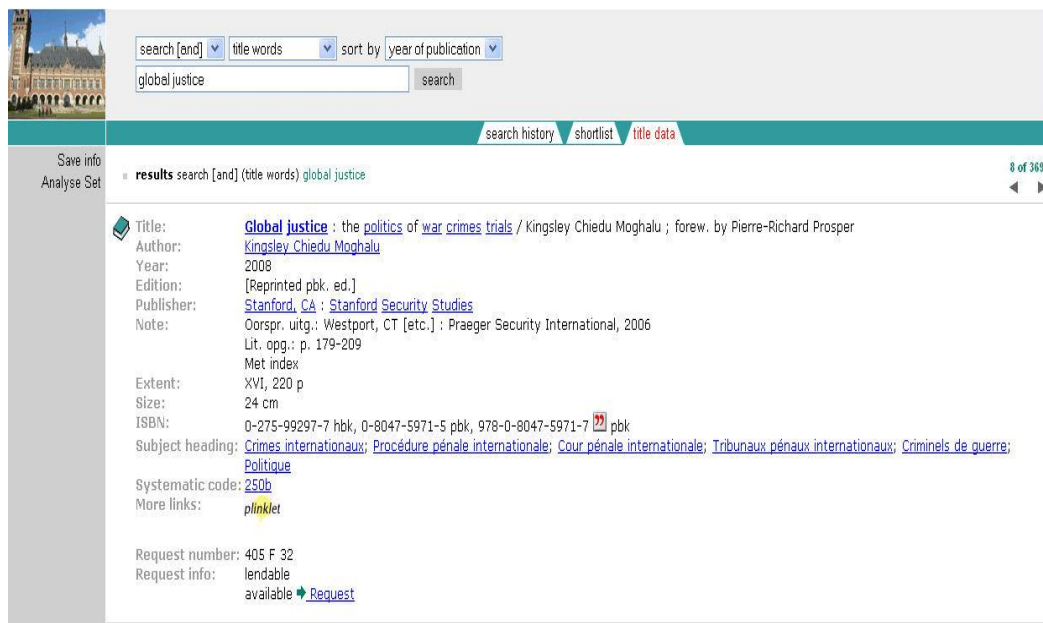 search [and] title words sort by year of publication
global justice search
search history shortlist title data
Save info
Analyse Set
results search [and] (title words) global justice
8 of 369
Title: Global justice : the politics of war crimes trials / Kingsley Chiedu Moghalu ; forew. by Pierre-Richard Prosper
Author: Kingsley Chiedu Moghalu
Year: 2008
Edition: [Reprinted pbk. ed.]
Publisher: Stanford, CA : Stanford Security Studies
Note: Oorspr. uitg.: Westport, CT [etc.] : Praeger Security International, 2006
Lit. opg.: p. 179-209
Met index
Extent: XVI, 220 p
Size: 24 cm
ISBN: 0-275-99297-7 hbk, 0-8047-5971-5 pbk, 978-0-8047-5971-7 pbk
Subject heading: Crimes internationaux; Procédure pénale internationale; Cour pénale internationale; Tribunaux pénaux internationaux; Criminels de guerre;
Politique
Systematic code: 250b
More links: plinklet
Request number: 405 F 32
Request info: lendable
available Request